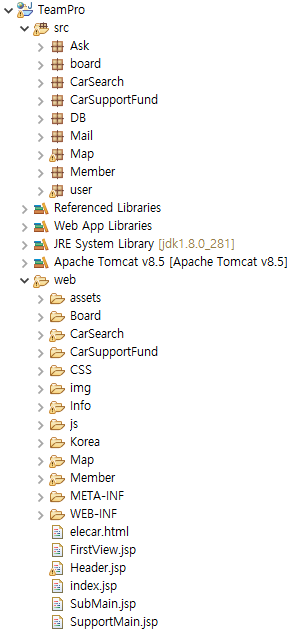 TeamPro
src
Ask
board
CarSearch
CarSupportFund
DB
Mail
Map
Member
user
Referenced Libraries
Web App Libraries
JRE System Library [jdk1.8.0_281]
Apache Tomcat v8.5 [Apache Tomcat v8.5]
web
assets
Board
CarSearch
CarSupportFund
CSS
img
Info
js
Korea
Map
Member
META-INF
WEB-INF
elecar.html
FirstView.jsp
Header.jsp
index.jsp
SubMain.jsp
SupportMain.jsp